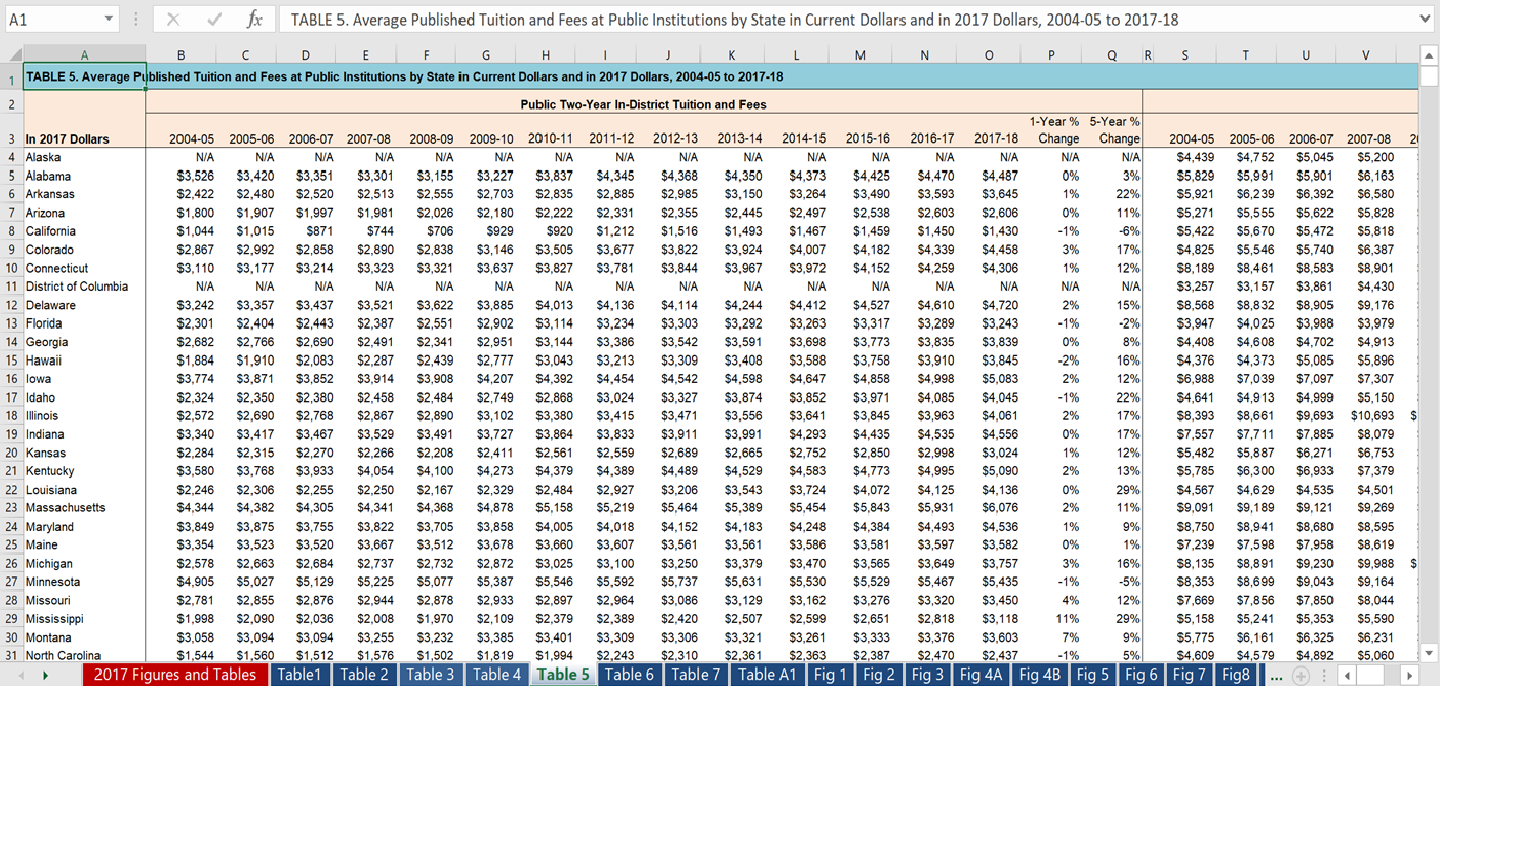 A1 fx TABLE 5. Average Published Tuition and Fees at Public Institutions by State in Current Dollars and in 2017 Dollars, 2004-05 to 2017-18
A B C D E F G H I J K L M N O P Q R S T U V
1 TABLE 5. Average Published Tuition and Fees at Public Institutions by State in Current Dollars and in 2017 Dollars, 2004-05 to 2017-18
2 Public Two-Year In-District Tuition and Fees
1-Year % 5-Year %
3 In 2017 Dollars 2004-05 2005-06 2006-07 2007-08 2008-09 2009-10 2010-11 2011-12 2012-13 2013-14 2014-15 2015-16 2016-17 2017-18 Change Change 2004-05 2005-06 2006-07 2007-08
4 Alaska N/A N/A N/A N/A N/A N/A N/A N/A N/A N/A N/A N/A N/A N/A N/A N/A $4,439 $4,752 $5,045 $5,200
5 Alabama $3,526 $3,420 $3,351 $3,301 $3,155 $3,227 $3,837 $4,345 $4,368 $4,350 $4,373 $4,425 $4,470 $4,487 0% 3% $5,829 $5,991 $5,901 $6,163
6 Arkansas $2,422 $2,480 $2,520 $2,513 $2,555 $2,703 $2,835 $2,885 $2,985 $3,150 $3,264 $3,490 $3,593 $3,645 1% 22% $5,921 $6,239 $6,392 $6,580
7 Arizona $1,800 $1,907 $1,997 $1,981 $2,026 $2,180 $2,222 $2,331 $2,355 $2,445 $2,497 $2,538 $2,603 $2,606 0% 11% $5,271 $5,555 $5,622 $5,828
8 California $1,044 $1,015 $871 $744 $706 $929 $920 $1,212 $1,516 $1,493 $1,467 $1,459 $1,450 $1,430 -1% -6% $5,422 $5,670 $5,472 $5,818
9 Colorado $2,867 $2,992 $2,858 $2,890 $2,838 $3,146 $3,505 $3,677 $3,822 $3,924 $4,007 $4,182 $4,339 $4,458 3% 17% $4,825 $5,546 $5,740 $6,387
10 Connecticut $3,110 $3,177 $3,214 $3,323 $3,321 $3,637 $3,827 $3,781 $3,844 $3,967 $3,972 $4,152 $4,259 $4,306 1% 12% $8,189 $8,461 $8,583 $8,901
11 District of Columbia N/A N/A N/A N/A N/A N/A N/A N/A N/A N/A N/A N/A N/A N/A N/A N/A $3,257 $3,157 $3,861 $4,430
12 Delaware $3,242 $3,357 $3,437 $3,521 $3,622 $3,885 $4,013 $4,136 $4,114 $4,244 $4,412 $4,527 $4,610 $4,720 2% 15% $8,568 $8,832 $8,905 $9,176
13 Florida $2,301 $2,404 $2,443 $2,387 $2,551 $2,902 $3,114 $3,234 $3,303 $3,292 $3,263 $3,317 $3,289 $3,243 -1% -2% $3,947 $4,025 $3,988 $3,979
14 Georgia $2,682 $2,766 $2,690 $2,491 $2,341 $2,951 $3,144 $3,386 $3,542 $3,591 $3,698 $3,773 $3,835 $3,839 0% 8% $4,408 $4,608 $4,702 $4,913
15 Hawaii $1,884 $1,910 $2,083 $2,287 $2,439 $2,777 $3,043 $3,213 $3,309 $3,408 $3,588 $3,758 $3,910 $3,845 -2% 16% $4,376 $4,373 $5,085 $5,896
16 Iowa $3,774 $3,871 $3,852 $3,914 $3,908 $4,207 $4,392 $4,454 $4,542 $4,598 $4,647 $4,858 $4,998 $5,083 2% 12% $6,988 $7,039 $7,097 $7,307
17 Idaho $2,324 $2,350 $2,380 $2,458 $2,484 $2,749 $2,868 $3,024 $3,327 $3,874 $3,852 $3,971 $4,085 $4,045 -1% 22% $4,641 $4,913 $4,999 $5,150
18 Illinois $2,572 $2,690 $2,768 $2,867 $2,890 $3,102 $3,380 $3,415 $3,471 $3,556 $3,641 $3,845 $3,963 $4,061 2% 17% $8,393 $8,661 $9,693 $10,693 $
19 Indiana $3,340 $3,417 $3,467 $3,529 $3,491 $3,727 $3,864 $3,833 $3,911 $3,991 $4,293 $4,435 $4,535 $4,556 0% 17% $7,557 $7,711 $7,885 $8,079
20 Kansas $2,284 $2,315 $2,270 $2,266 $2,208 $2,411 $2,561 $2,559 $2,689 $2,665 $2,752 $2,850 $2,998 $3,024 1% 12% $5,482 $5,887 $6,271 $6,753
21 Kentucky $3,580 $3,768 $3,933 $4,054 $4,100 $4,273 $4,379 $4,389 $4,489 $4,529 $4,583 $4,773 $4,995 $5,090 2% 13% $5,785 $6,300 $6,933 $7,379
22 Louisiana $2,246 $2,306 $2,255 $2,250 $2,167 $2,329 $2,484 $2,927 $3,206 $3,543 $3,724 $4,072 $4,125 $4,136 0% 29% $4,567 $4,629 $4,535 $4,501
23 Massachusetts $4,344 $4,382 $4,305 $4,341 $4,368 $4,878 $5,158 $5,219 $5,464 $5,389 $5,454 $5,843 $5,931 $6,076 2% 11% $9,091 $9,189 $9,121 $9,269
24 Maryland $3,849 $3,875 $3,755 $3,822 $3,705 $3,858 $4,005 $4,018 $4,152 $4,183 $4,248 $4,384 $4,493 $4,536 1% 9% $8,750 $8,941 $8,680 $8,595
25 Maine $3,354 $3,523 $3,520 $3,667 $3,512 $3,678 $3,660 $3,607 $3,561 $3,561 $3,586 $3,581 $3,597 $3,582 0% 1% $7,239 $7,598 $7,958 $8,619
26 Michigan $2,578 $2,663 $2,684 $2,737 $2,732 $2,872 $3,025 $3,100 $3,250 $3,379 $3,470 $3,565 $3,649 $3,757 3% 16% $8,135 $8,891 $9,230 $9,988 $
27 Minnesota $4,905 $5,027 $5,129 $5,225 $5,077 $5,387 $5,546 $5,592 $5,737 $5,631 $5,530 $5,529 $5,467 $5,435 -1% -5% $8,353 $8,699 $9,043 $9,164
28 Missouri $2,781 $2,855 $2,876 $2,944 $2,878 $2,933 $2,897 $2,964 $3,086 $3,129 $3,162 $3,276 $3,320 $3,450 4% 12% $7,669 $7,856 $7,850 $8,044
29 Mississippi $1,998 $2,090 $2,036 $2,008 $1,970 $2,109 $2,379 $2,389 $2,420 $2,507 $2,599 $2,651 $2,818 $3,118 11% 29% $5,158 $5,241 $5,353 $5,590
30 Montana $3,058 $3,094 $3,094 $3,255 $3,232 $3,385 $3,401 $3,309 $3,306 $3,321 $3,261 $3,333 $3,376 $3,603 7% 9% $5,775 $6,161 $6,325 $6,231
31 North Carolina $1,544 $1,560 $1,512 $1,576 $1,502 $1,819 $1,994 $2,243 $2,310 $2,361 $2,363 $2,387 $2,470 $2,437 -1% 5% $4,609 $4,579 $4,892 $5,060
2017 Figures and Tables Table1 Table 2 Table 3 Table 4 Table 5 Table 6 Table 7 Table A1 Fig 1 Fig 2 Fig 3 Fig 4A Fig 4B Fig 5 Fig 6 Fig 7 Fig8 ...